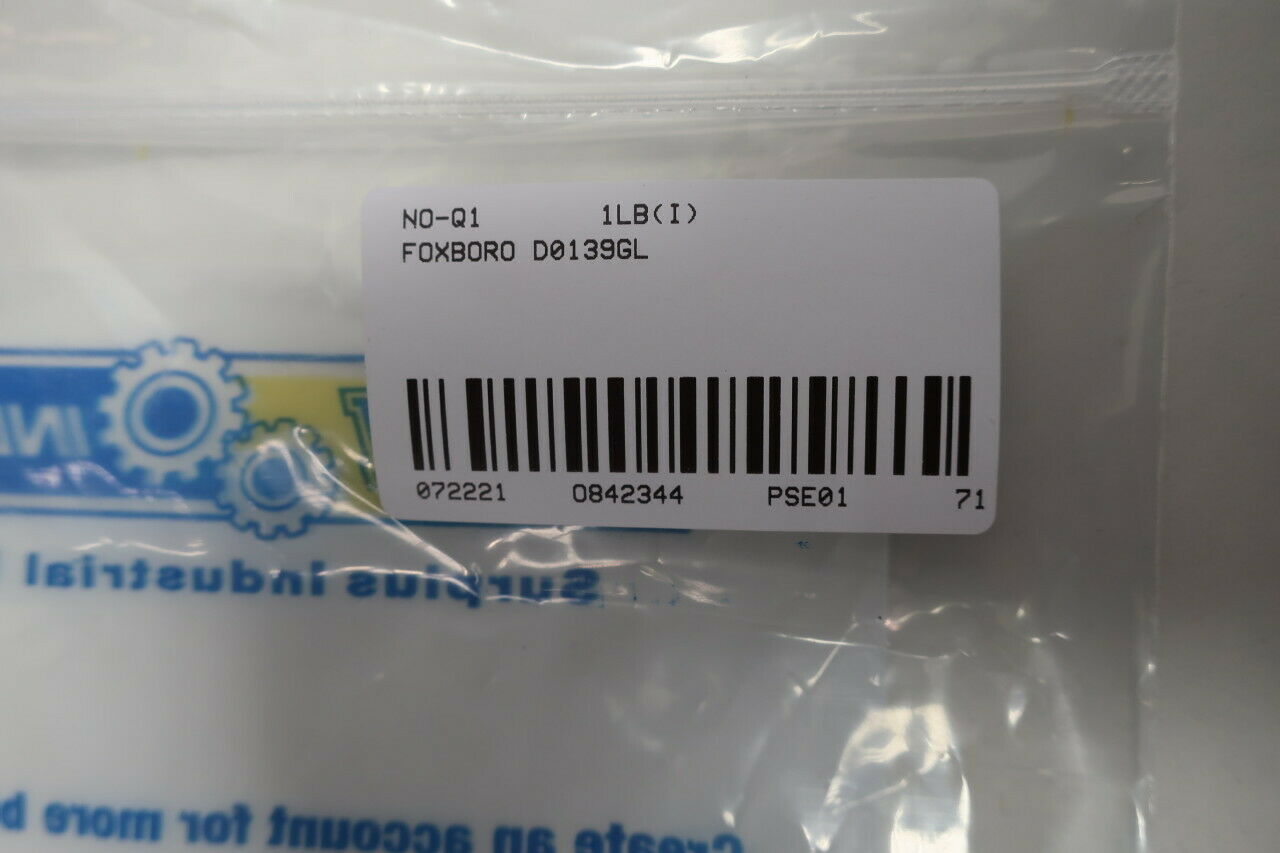 NO-Q1 1LB(I)
FOXBORO D0139GL
072221 0842344 PSE01 71
Surplus Industrial
Create an account for more